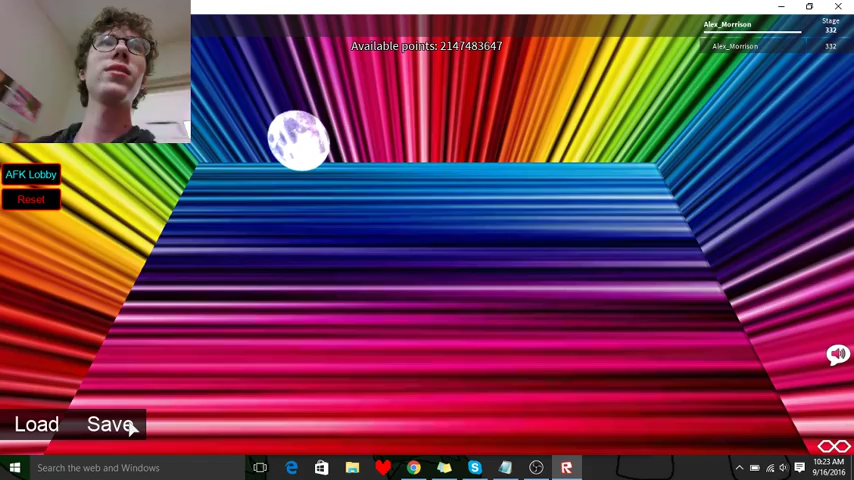 Available points: 2147483647
Alex_Morrison
Stage
332
Alex_Morrison
332
AFK Lobby
Reset
Load
Save
Search the web and Windows
10:23 AM
9/16/2016